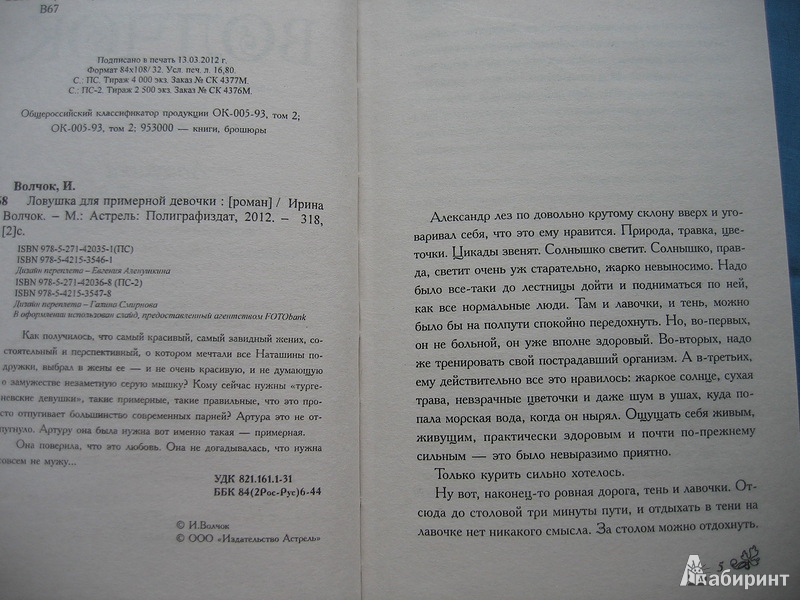 В67
Подписано в печать 13.03.2012 г.
Формат 84х108/32. Усл. печ. л. 16,80.
С.: ПС. Тираж 4 000 экз. Заказ № СК 4377М.
С.: ПС-2. Тираж 2 500 экз. Заказ № СК 4376М.
Общероссийский классификатор продукции ОК-005-93, том 2;
ОК-005-93, том 2; 953000 — книги, брошюры
Волчок, И.
Ловушка для примерной девочки : [роман] / Ирина
Волчок. – М.: Астрель: Полиграфиздат, 2012. – 318,
[2]с.
ISBN 978-5-271-42035-1(ПС)
ISBN 978-5-4215-3546-1
Дизайн переплета – Евгения Аленушкина
ISBN 978-5-271-42036-8 (ПС-2)
ISBN 978-5-4215-3547-8
Дизайн переплета – Галина Смирнова
В оформлении использован слайд, предоставленный агентством FOTObank
Как получилось, что самый красивый, самый завидный жених, со-
стоятельный и перспективный, о котором мечтали все Наташины по-
дружки, выбрал в жены ее — и не очень красивую, и не думающую
о замужестве незаметную серую мышку? Кому сейчас нужны «турге-
невские девушки», такие примерные, такие правильные, что это про-
сто отпугивает большинство современных парней? Артура это не от-
пугнуло. Артуру она была нужна вот именно такая — примерная.
Она поверила, что это любовь. Она не догадывалась, что нужна
совсем не мужу...
УДК 821.161.1-31
ББК 84(2Рос-Рус)6-44
© И.Волчок
© ООО «Издательство Астрель»
Александр лез по довольно крутому склону вверх и уго-
варивал себя, что это ему нравится. Природа, травка, цве-
точки. Цикады звенят. Солнышко светит. Солнышко, прав-
да, светит очень уж старательно, жарко невыносимо. Надо
было все-таки до лестницы дойти и подниматься по ней,
как все нормальные люди. Там и лавочки, и тень, можно
было бы на полпути спокойно передохнуть. Но, во-первых,
он не больной, он уже вполне здоровый. Во-вторых, надо
же тренировать свой пострадавший организм. А в-третьих,
ему действительно все это нравилось: жаркое солнце, сухая
трава, невзрачные цветочки и даже шум в ушах, куда по-
пала морская вода, когда он нырял. Ощущать себя живым,
живущим, практически здоровым и почти по-прежнему
сильным — это было невыразимо приятно.
Только курить сильно хотелось.
Ну вот, наконец-то ровная дорога, тень и лавочки. От-
сюда до столовой три минуты пути, и отдыхать в тени на
лавочке нет никакого смысла. За столом можно отдохнуть.
5
Лабиринт